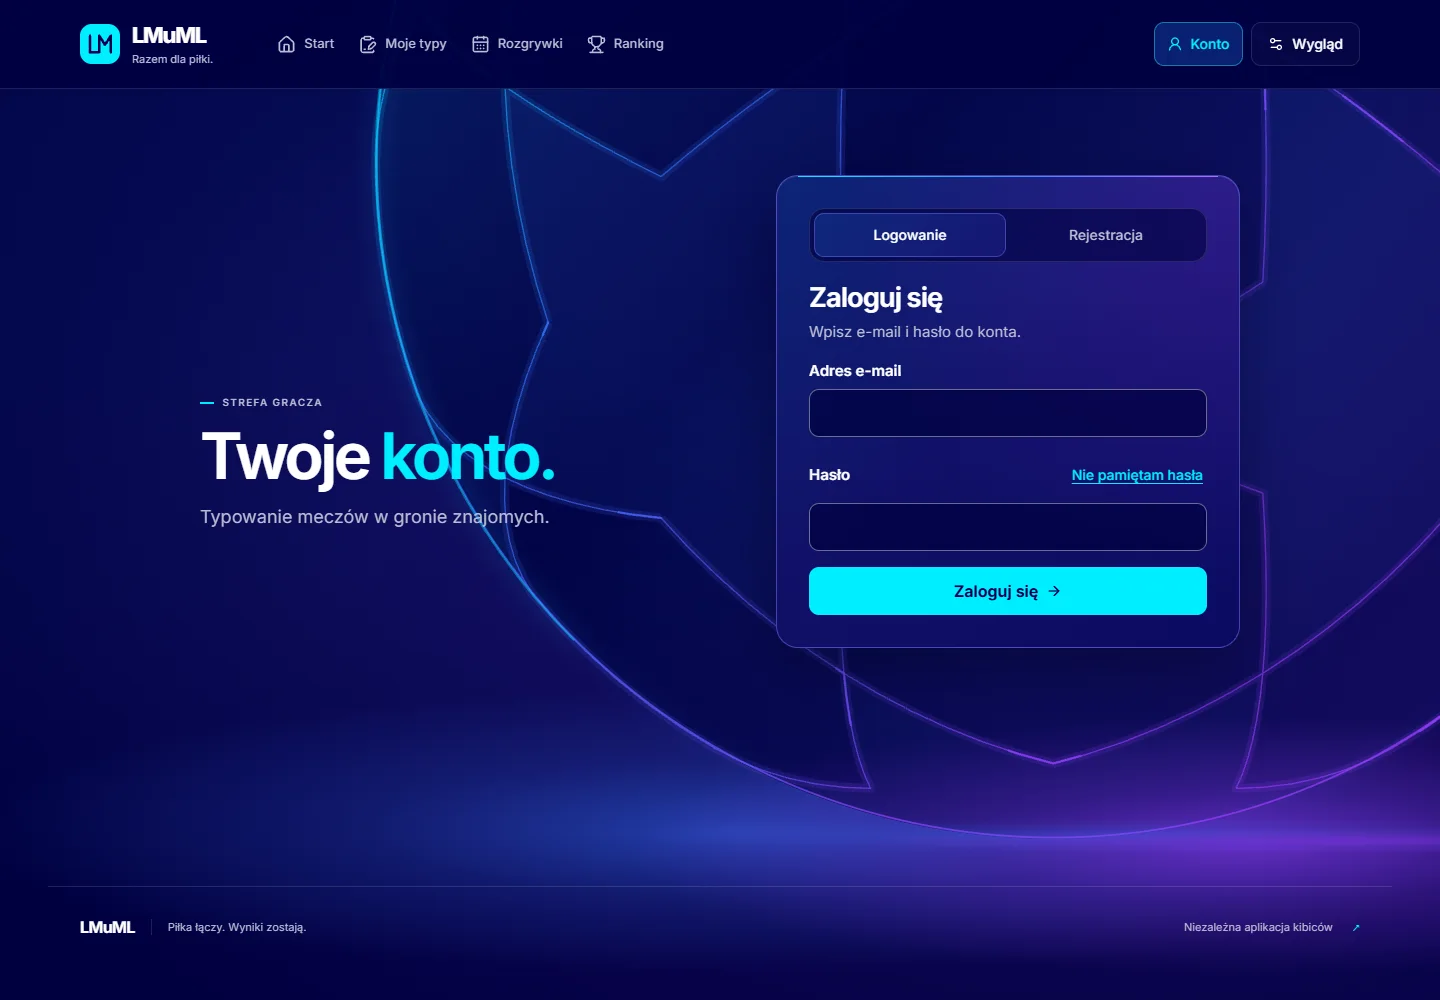 LM
LMuML
Razem dla piłki.
Start
Moje typy
Rozgrywki
Ranking
Konto
Wygląd
STREFA GRACZA
Twoje konto.
Typowanie meczów w gronie znajomych.
Logowanie
Rejestracja
Zaloguj się
Wpisz e-mail i hasło do konta.
Adres e-mail
Hasło
Nie pamiętam hasła
Zaloguj się →
LMuML
Piłka łączy. Wyniki zostają.
Niezależna aplikacja kibiców ↗